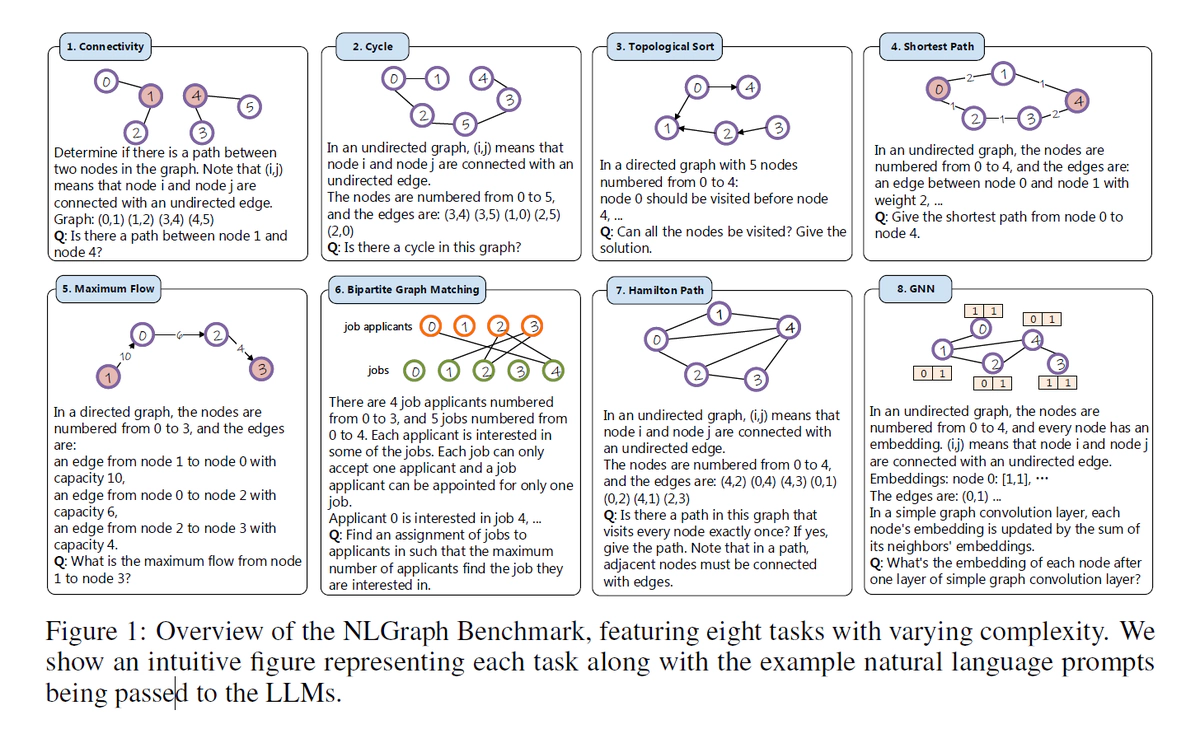 1. Connectivity
0
1
4
5
2
3
Determine if there is a path between
two nodes in the graph. Note that (i,j)
means that node i and node j are
connected with an undirected edge.
Graph: (0,1) (1,2) (3,4) (4,5)
Q: Is there a path between node 1 and
node 4?
2. Cycle
0
1
4
3
2
5
In an undirected graph, (i,j) means that
node i and node j are connected with an
undirected edge.
The nodes are numbered from 0 to 5,
and the edges are: (3,4) (3,5) (1,0) (2,5)
(2,0)
Q: Is there a cycle in this graph?
3. Topological Sort
0
4
1
2
3
In a directed graph with 5 nodes
numbered from 0 to 4:
node 0 should be visited before node
4, ...
Q: Can all the nodes be visited? Give the
solution.
4. Shortest Path
0
2
1
1
4
1
2
1
3
2
In an undirected graph, the nodes are
numbered from 0 to 4, and the edges are:
an edge between node 0 and node 1 with
weight 2, ...
Q: Give the shortest path from node 0 to
node 4.
5. Maximum Flow
0
6
2
10
4
1
3
In a directed graph, the nodes are
numbered from 0 to 3, and the edges
are:
an edge from node 1 to node 0 with
capacity 10,
an edge from node 0 to node 2 with
capacity 6,
an edge from node 2 to node 3 with
capacity 4.
Q: What is the maximum flow from node
1 to node 3?
6. Bipartite Graph Matching
job applicants 0 1 2 3
jobs 0 1 2 3 4
There are 4 job applicants numbered
from 0 to 3, and 5 jobs numbered from
0 to 4. Each applicant is interested in
some of the jobs. Each job can only
accept one applicant and a job
applicant can be appointed for only one
job.
Applicant 0 is interested in job 4, ...
Q: Find an assignment of jobs to
applicants in such that the maximum
number of applicants find the job they
are interested in.
7. Hamilton Path
1
4
0
2
3
In an undirected graph, (i,j) means that
node i and node j are connected with
an undirected edge.
The nodes are numbered from 0 to 4,
and the edges are: (4,2) (0,4) (4,3) (0,1)
(0,2) (4,1) (2,3)
Q: Is there a path in this graph that
visits every node exactly once? If yes,
give the path. Note that in a path,
adjacent nodes must be connected
with edges.
8. GNN
1 1
0 1
0
4
1
2
3
0 1
0 1
1 1
In an undirected graph, the nodes are
numbered from 0 to 4, and every node has an
embedding. (i,j) means that node i and node j
are connected with an undirected edge.
Embeddings: node 0: [1,1], ···
The edges are: (0,1) ...
In a simple graph convolution layer, each
node's embedding is updated by the sum of
its neighbors' embeddings.
Q: What's the embedding of each node after
one layer of simple graph convolution layer?
Figure 1: Overview of the NLGraph Benchmark, featuring eight tasks with varying complexity. We
show an intuitive figure representing each task along with the example natural language prompts
being passed to the LLMs.